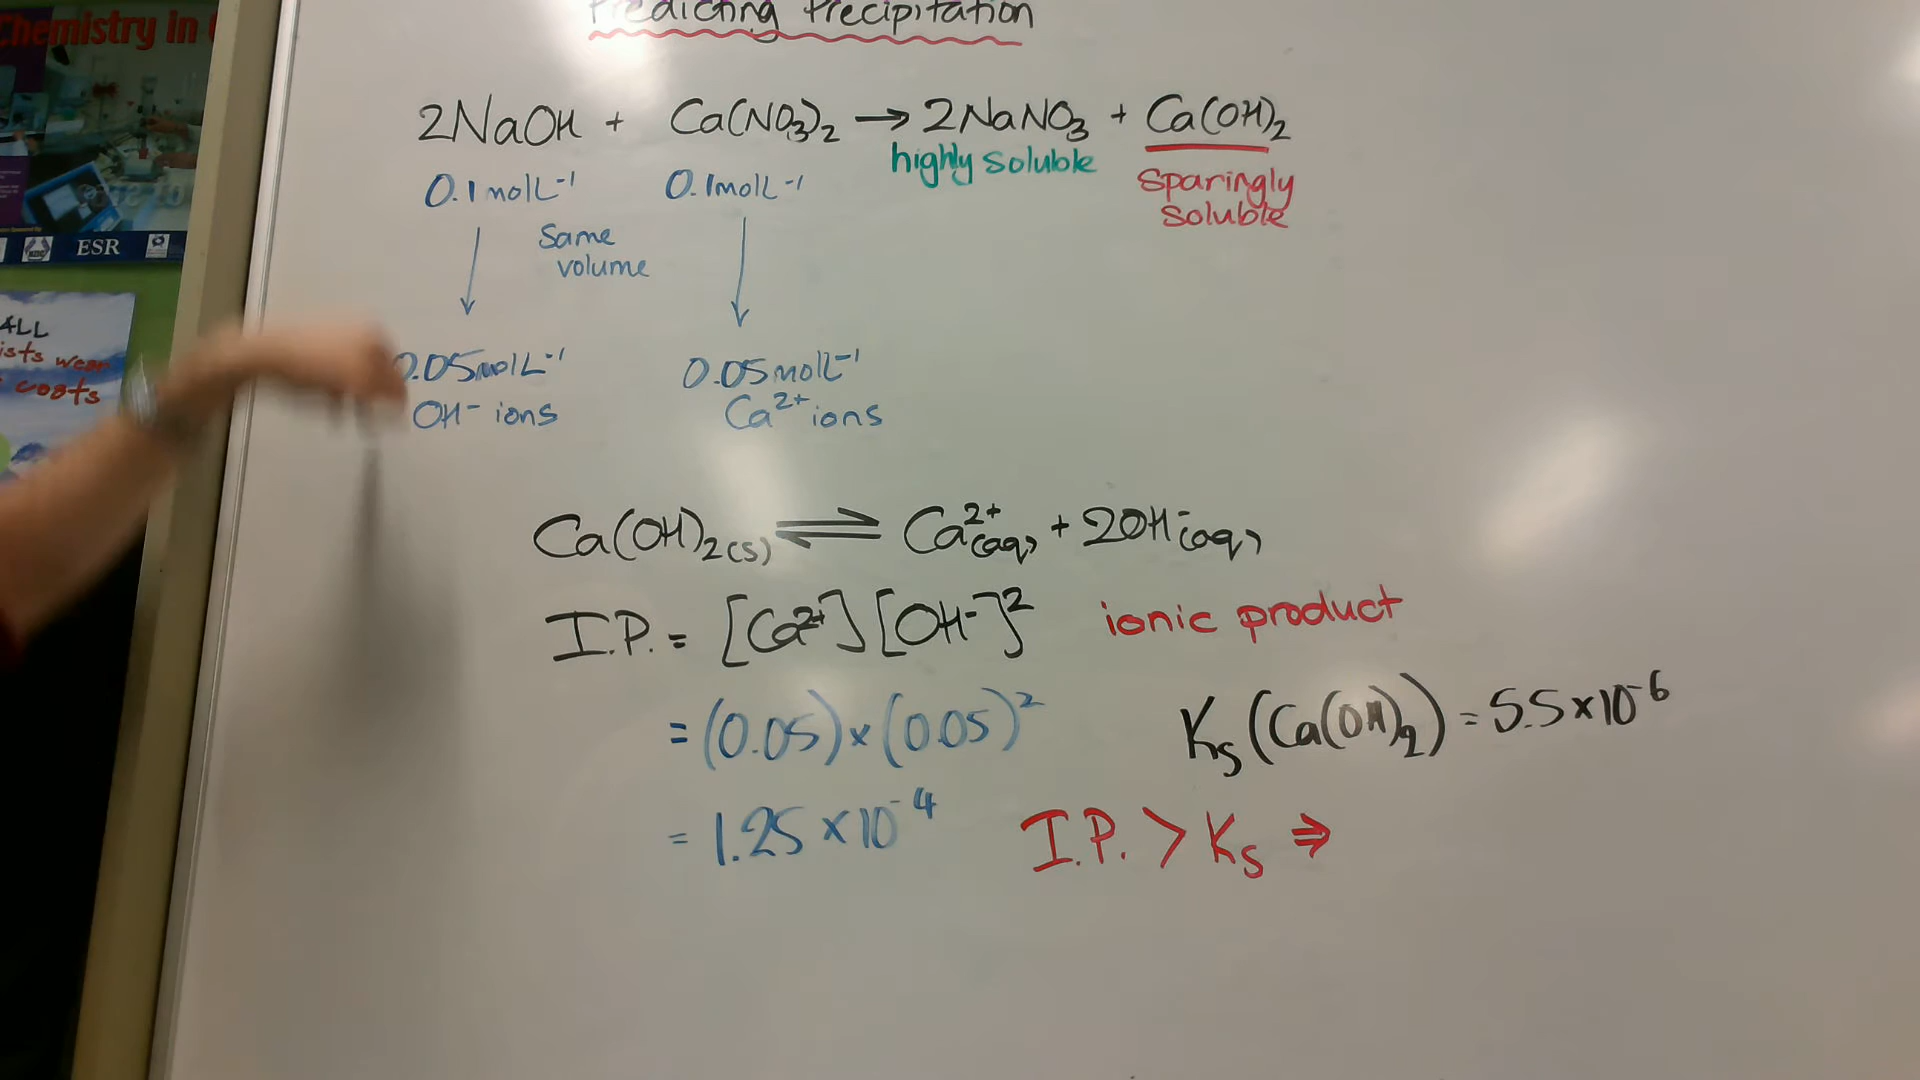 Predicting Precipitation
2NaOH + Ca(NO₃)₂ → 2NaNO₃ + Ca(OH)₂
highly soluble
sparingly
soluble
0.1molL⁻¹
0.1molL⁻¹
Same
volume
0.05molL⁻¹
OH⁻ ions
0.05molL⁻¹
Ca²⁺ ions
Ca(OH)₂(s) ⇌ Ca²⁺(aq) + 2OH⁻(aq)
I.P. = [Ca²⁺][OH⁻]² ionic product
= (0.05)×(0.05)²
Ks(Ca(OH)₂) = 5.5×10⁻⁶
= 1.25×10⁻⁴
I.P. > Ks ⇒
Chemistry in
ESR
ALL
wear
coats